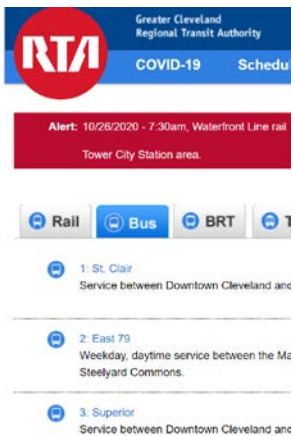 Greater Cleveland
Regional Transit Authority
RTA
COVID-19 Schedu
Alert: 10/26/2020 - 7:30am, Waterfront Line rail
Tower City Station area.
Rail Bus BRT T
1: St. Clair
Service between Downtown Cleveland and
2: East 79
Weekday, daytime service between the Ma
Steelyard Commons.
3: Superior
Service between Downtown Cleveland and